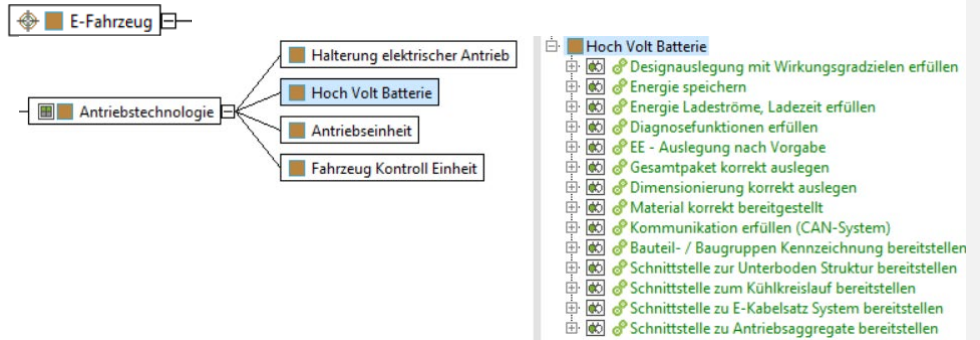 E-Fahrzeug
Halterung elektrischer Antrieb
Hoch Volt Batterie
Antriebstechnologie
Antriebseinheit
Fahrzeug Kontroll Einheit
Hoch Volt Batterie
Designauslegung mit Wirkungsgradzielen erfüllen
Energie speichern
Energie Ladeströme, Ladezeit erfüllen
Diagnosefunktionen erfüllen
EE - Auslegung nach Vorgabe
Gesamtpaket korrekt auslegen
Dimensionierung korrekt auslegen
Material korrekt bereitgestellt
Kommunikation erfüllen (CAN-System)
Bauteil- / Baugruppen Kennzeichnung bereitstellen
Schnittstelle zur Unterboden Struktur bereitstellen
Schnittstelle zum Kühlkreislauf bereitstellen
Schnittstelle zu E-Kabelsatz System bereitstellen
Schnittstelle zu Antriebsaggregate bereitstellen